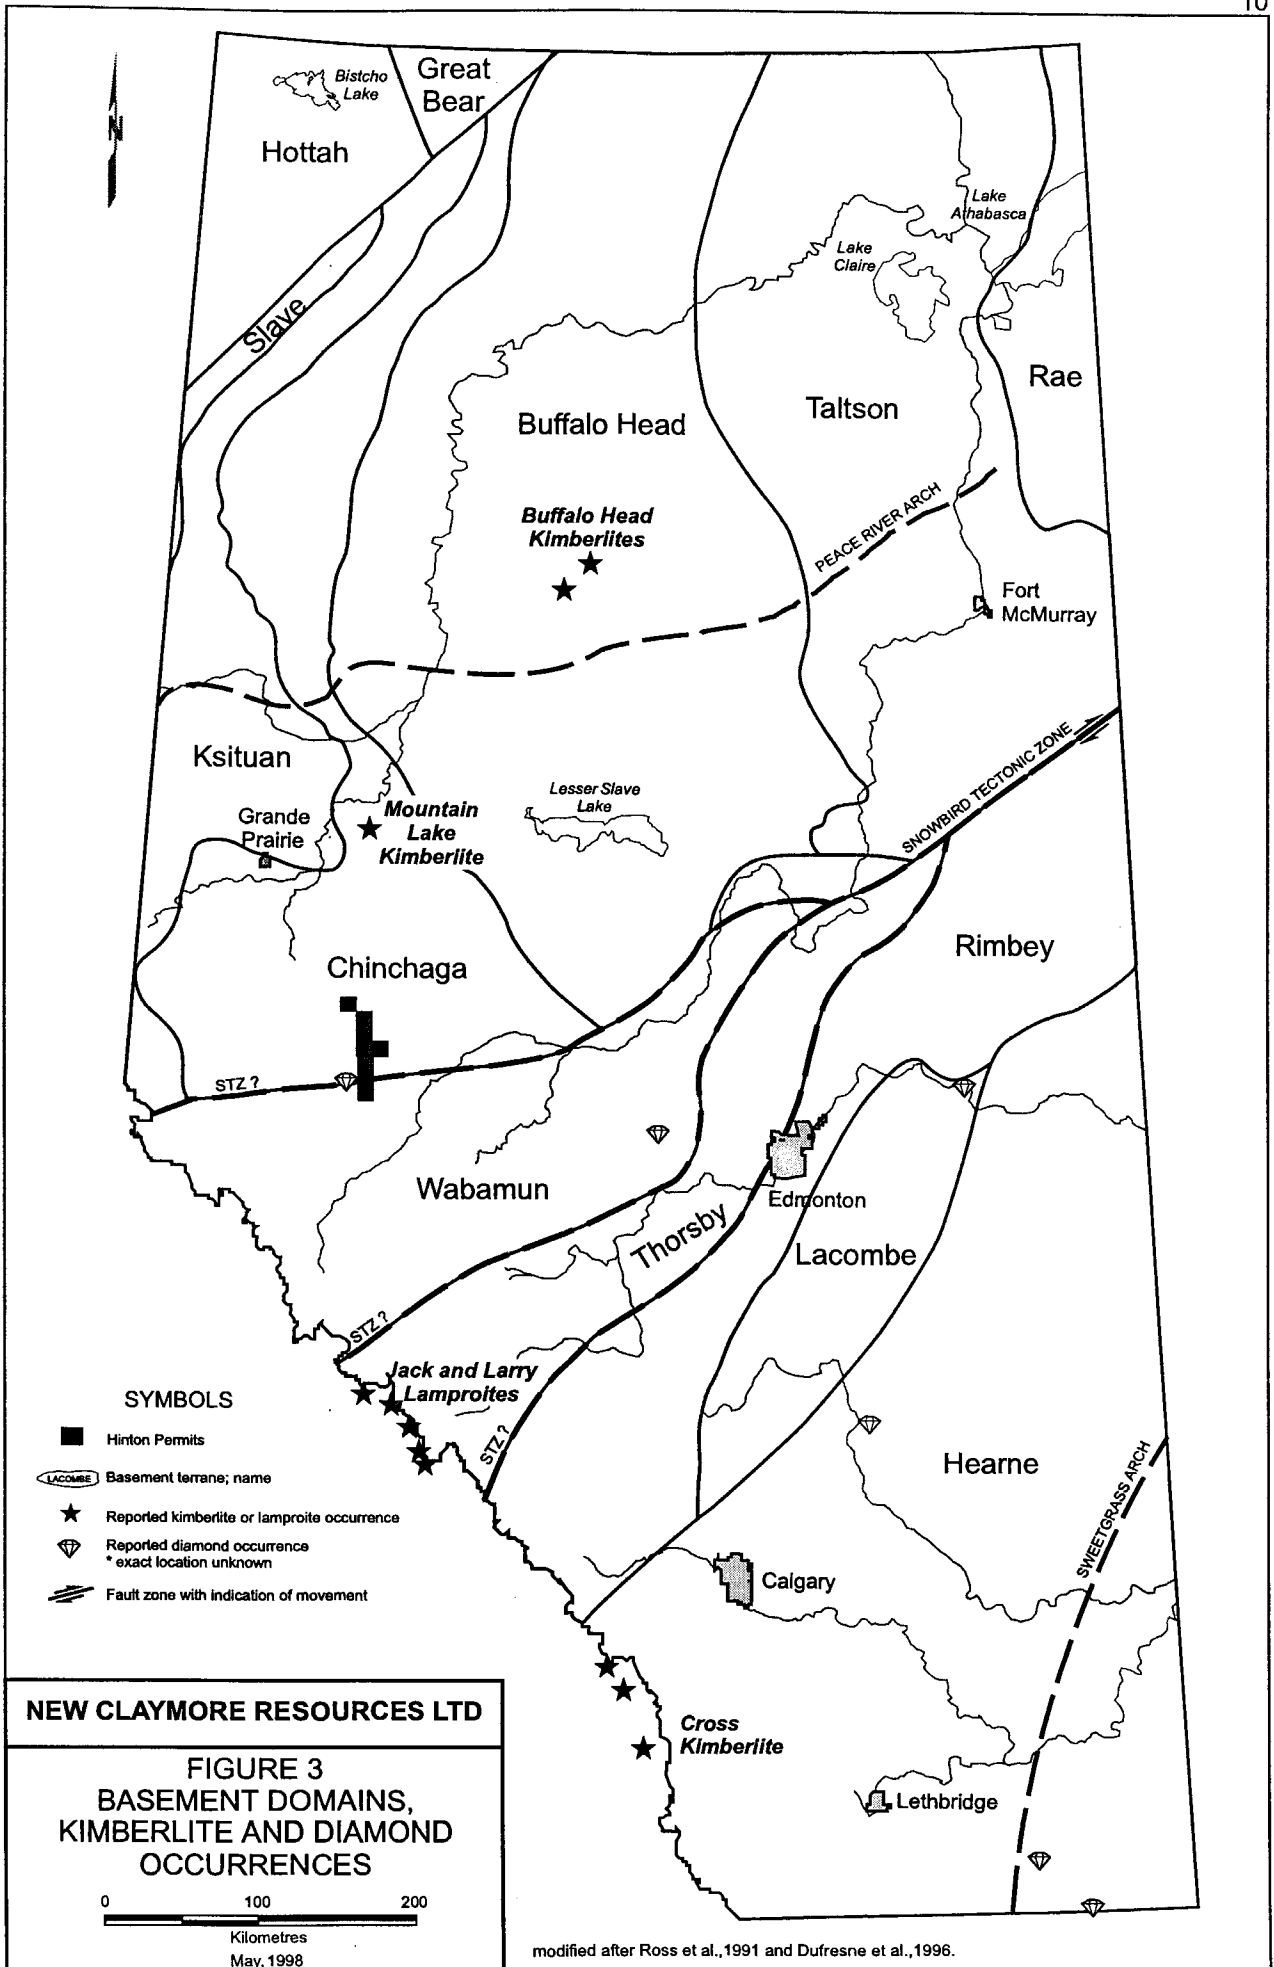 10
Great
Bear
Bistcho
Lake
N
Hottah
Lake
Athabasca
Lake
Claire
Slave
Rae
Taltson
Buffalo Head
PEACE RIVER ARCH
Buffalo Head
Kimberlites
Fort
McMurray
Ksituan
SNOWBIRD TECTONIC ZONE
Lesser Slave
Lake
Grande
Prairie
Mountain
Lake
Kimberlite
Rimbey
Chinchaga
STZ ?
Wabamun
Edmonton
Thorsby
Lacombe
STZ ?
Jack and Larry
Lamproites
STZ ?
Hearne
SWEETGRASS ARCH
SYMBOLS
Hinton Permits
LACOMBE Basement terrane; name
Reported kimberlite or lamproite occurrence
Reported diamond occurrence
* exact location unknown
Fault zone with indication of movement
Calgary
Cross
Kimberlite
Lethbridge
NEW CLAYMORE RESOURCES LTD
FIGURE 3
BASEMENT DOMAINS,
KIMBERLITE AND DIAMOND
OCCURRENCES
0 100 200
Kilometres
May, 1998
modified after Ross et al.,1991 and Dufresne et al.,1996.